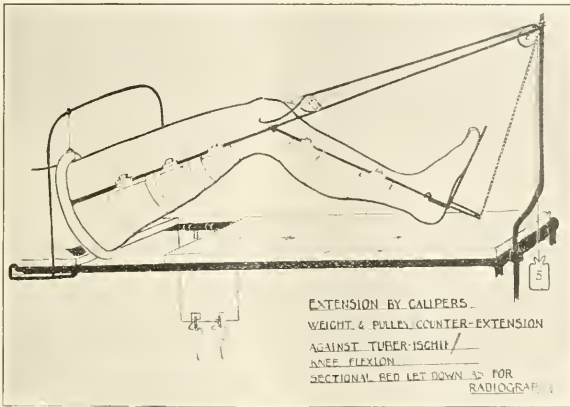 5
EXTENSION BY CALIPERS
WEIGHT & PULLEY COUNTER-EXTENSION
AGAINST TUBER-ISCHII/
KNEE FLEXION
SECTIONAL BED LET DOWN AS FOR